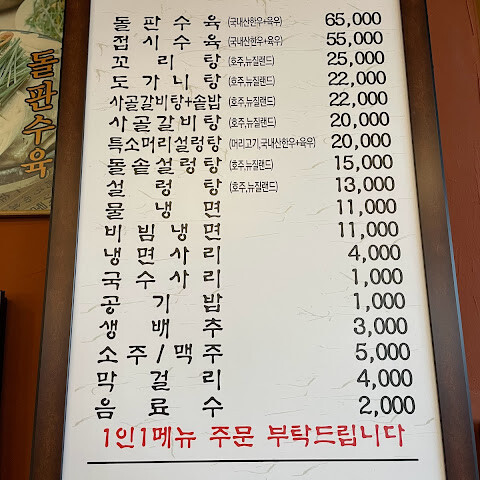 돌판수육
돌판수육 (국내산한우+육우) 65,000
접시수육 (국내산한우+육우) 55,000
꼬리탕 (호주,뉴질랜드) 25,000
도가니탕 (호주,뉴질랜드) 22,000
사골갈비탕+솥밥 (호주,뉴질랜드) 22,000
사골갈비탕 (호주,뉴질랜드) 20,000
특소머리설렁탕 (머리고기,국내산한우+육우) 20,000
돌솥설렁탕 (호주,뉴질랜드) 15,000
설렁탕 (호주,뉴질랜드) 13,000
물냉면 11,000
비빔냉면 11,000
냉면사리 4,000
국수사리 1,000
공기밥 1,000
생배추 3,000
소주/맥주 5,000
막걸리 4,000
음료수 2,000
1인1메뉴 주문 부탁드립니다